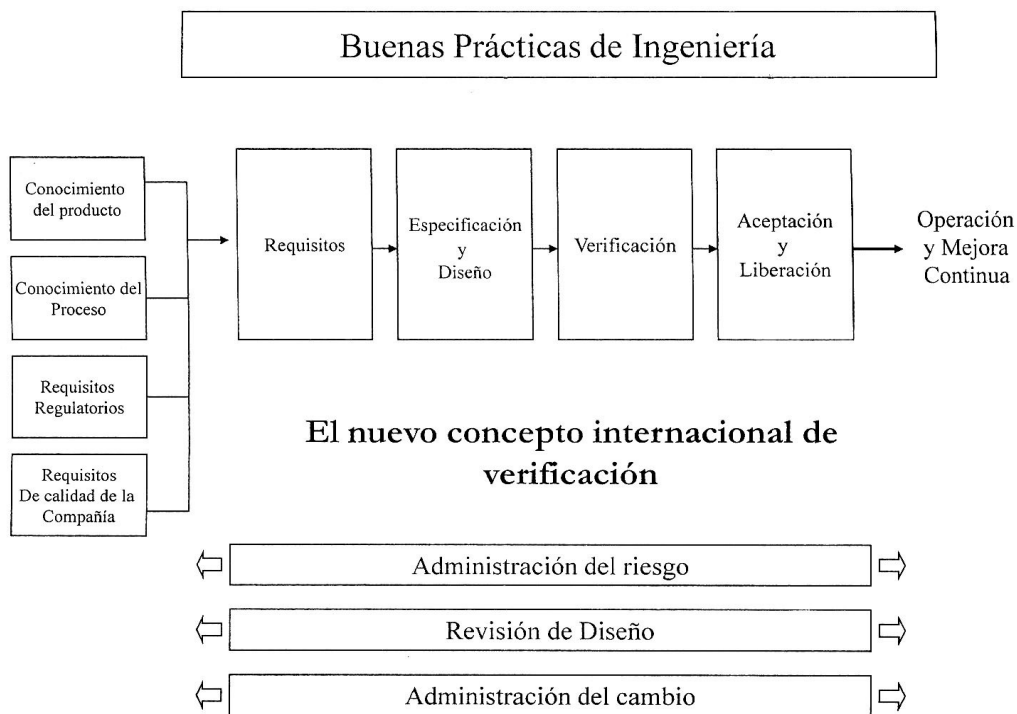 Buenas Prácticas de Ingeniería
Conocimiento
del producto
Conocimiento del
Proceso
Requisitos
Regulatorios
Requisitos
De calidad de la
Compañía
Requisitos
Especificación
y
Diseño
Verificación
Aceptación
y
Liberación
Operación
y Mejora
Continua
El nuevo concepto internacional de
verificación
Administración del riesgo
Revisión de Diseño
Administración del cambio